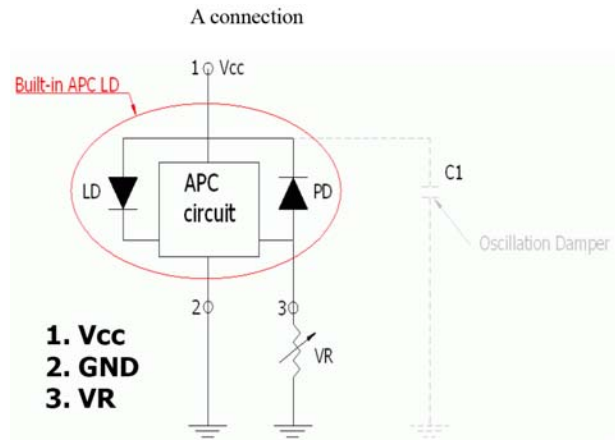 A connection
1 Vcc
Built-in APC LD
LD
APC
circuit
PD
C1
Oscillation Damper
2
3
VR
1. Vcc
2. GND
3. VR